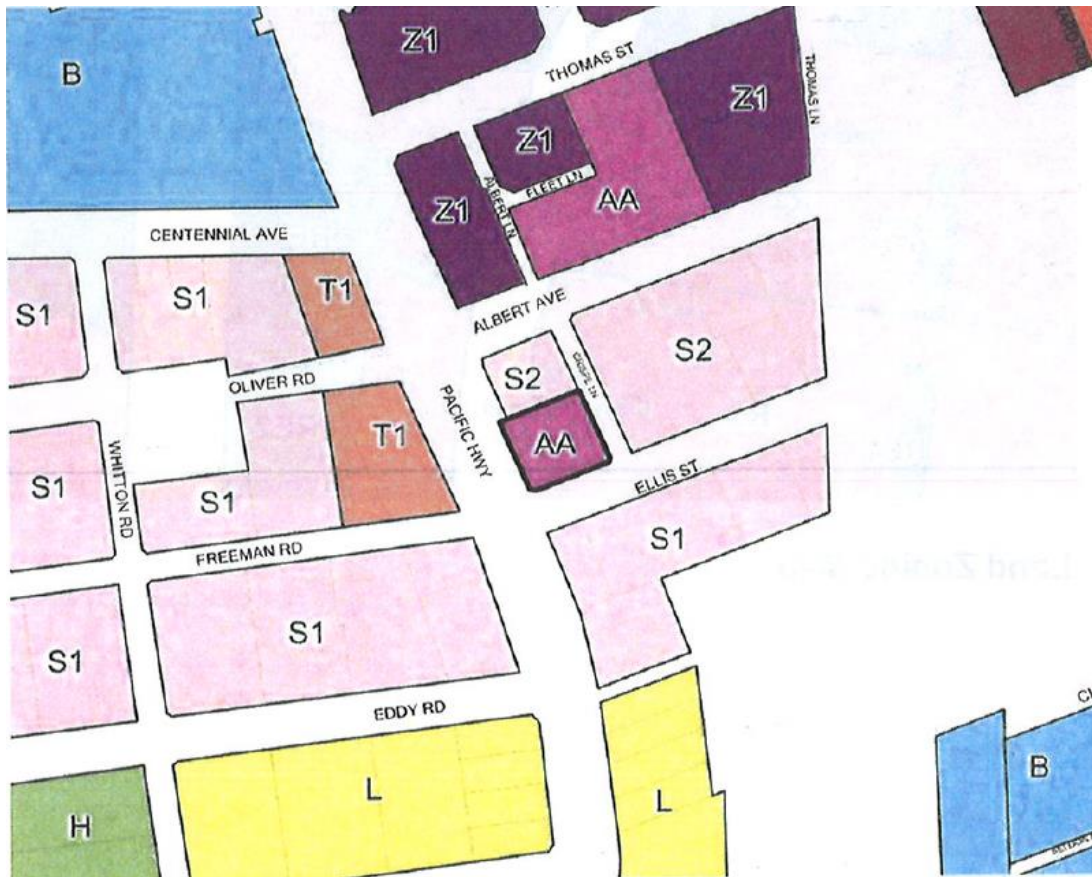 B
Z1
THOMAS ST
THOMAS LN
Z1
Z1
FLEET LN
ALBERT LN
AA
Z1
CENTENNIAL AVE
S1
S1
T1
ALBERT AVE
S2
CRISPE LN
S2
OLIVER RD
PACIFIC HWY
T1
AA
ELLIS ST
WHITTON RD
S1
S1
S1
FREEMAN RD
S1
S1
EDDY RD
H
L
L
B